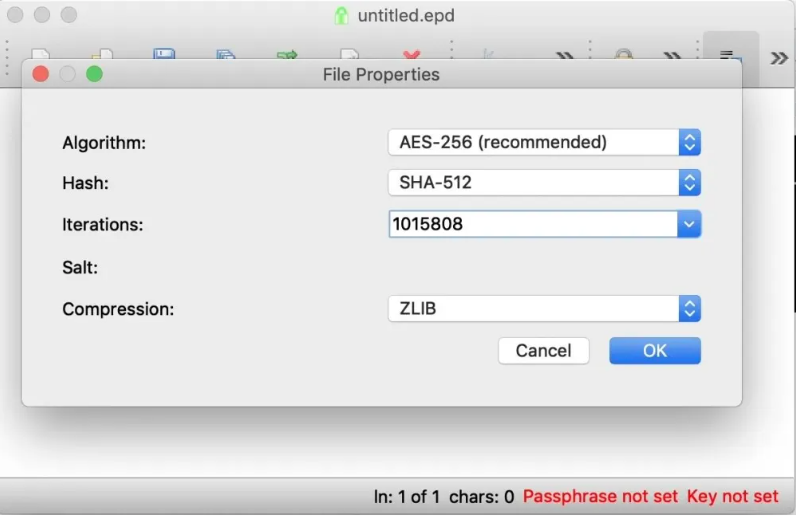 untitled.epd
File Properties
Algorithm: AES-256 (recommended)
Hash: SHA-512
Iterations: 1015808
Salt:
Compression: ZLIB
Cancel OK
ln: 1 of 1 chars: 0 Passphrase not set Key not set